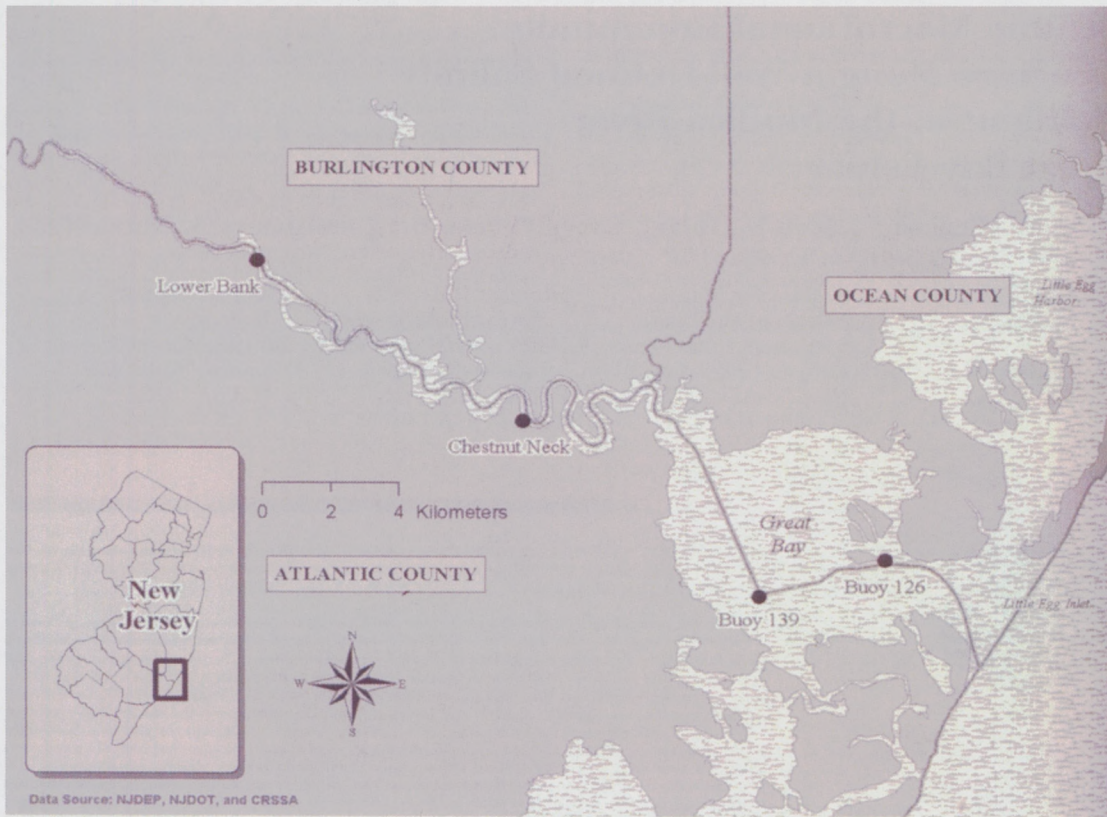 BURLINGTON COUNTY
Lower Bank
OCEAN COUNTY
Little Egg
Harbor
Chestnut Neck
0 2 4 Kilometers
Great
Bay
ATLANTIC COUNTY
Buoy 126
Buoy 139
Little Egg Inlet
New
Jersey
N
W E
S
Data Source: NJDEP, NJDOT, and CRSSA